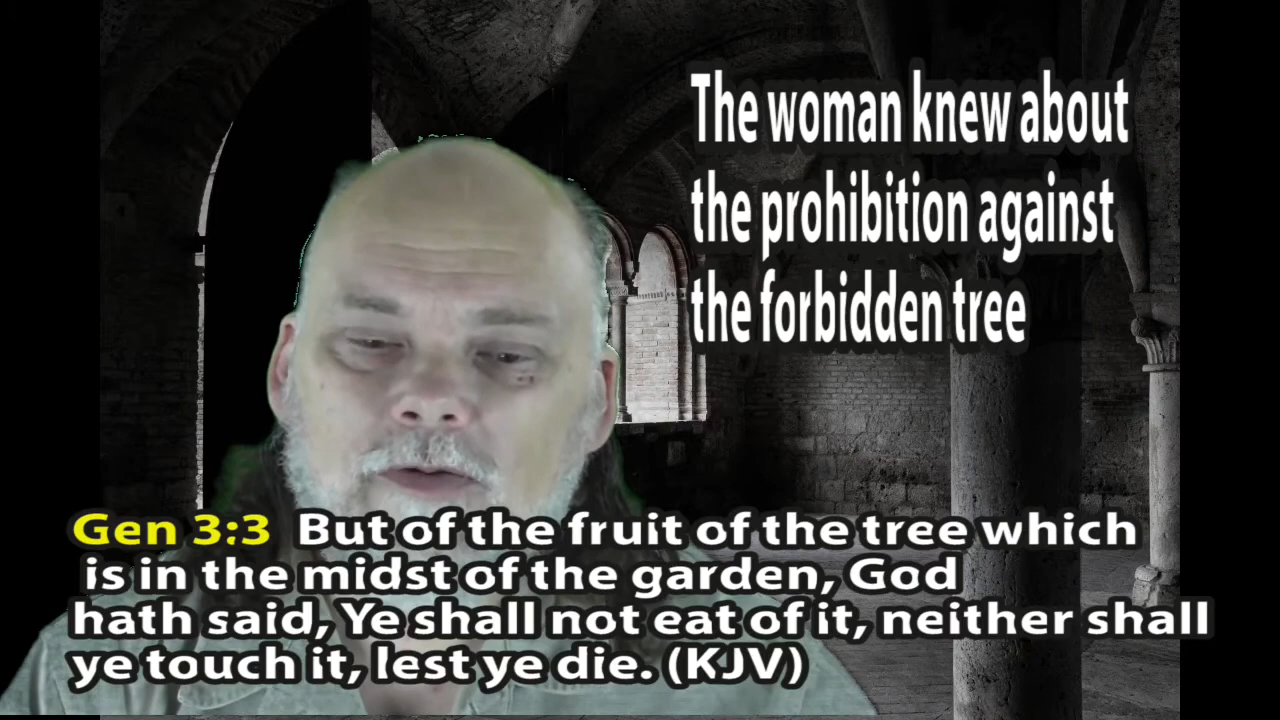 The woman knew about
the prohibition against
the forbidden tree
Gen 3:3 But of the fruit of the tree which
is in the midst of the garden, God
hath said, Ye shall not eat of it, neither shall
ye touch it, lest ye die. (KJV)